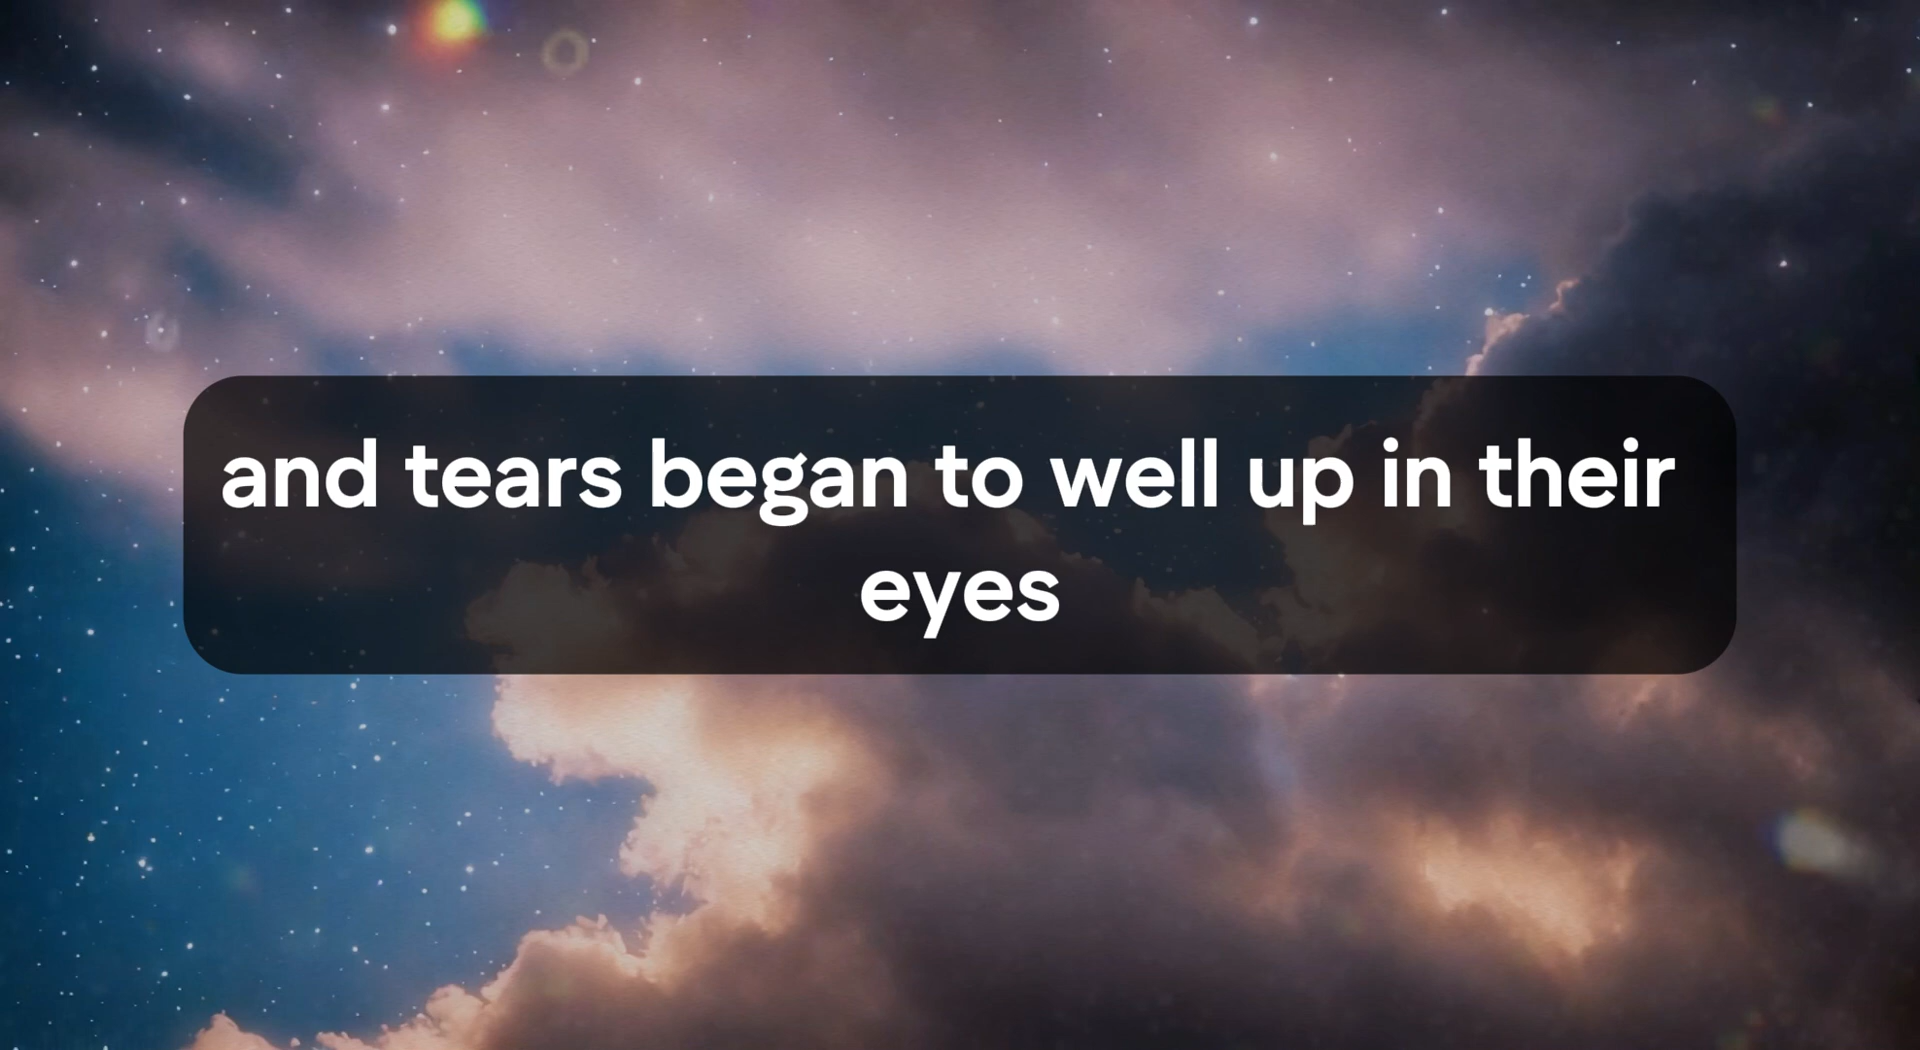 and tears began to well up in their
eyes